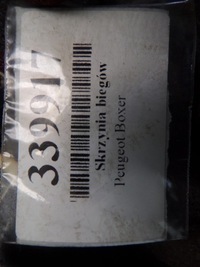 339917
Skrzynia biegów
Peugeot Boxer